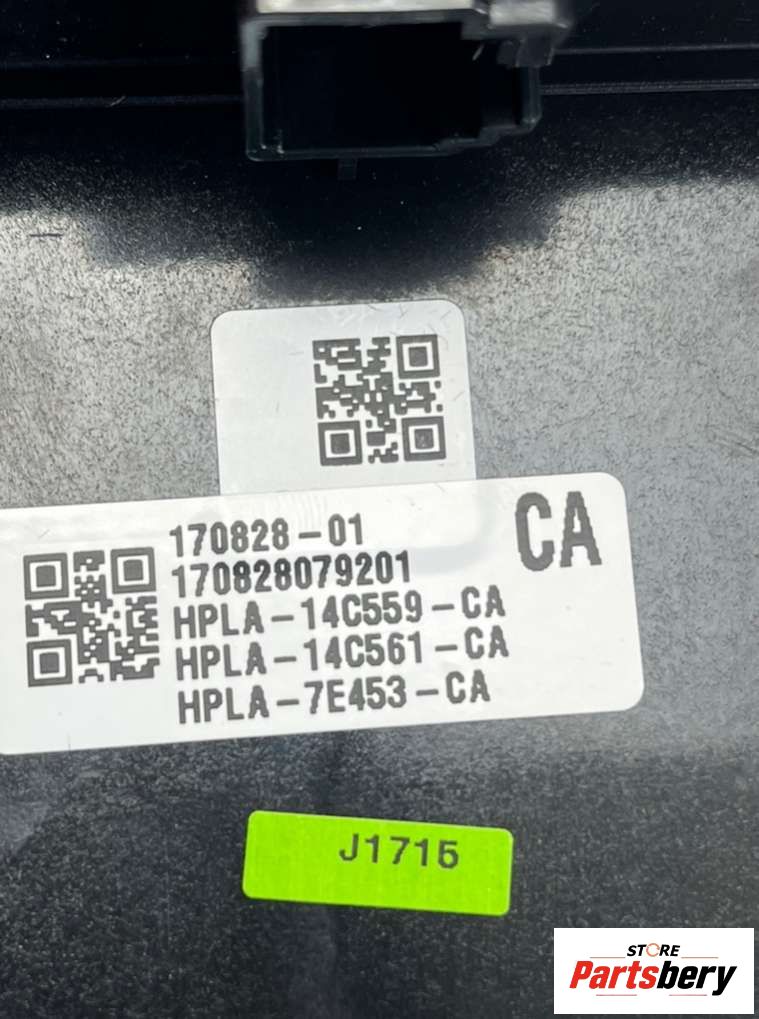 170828-01
CA
170828079201
HPLA-14C559-CA
HPLA-14C561-CA
HPLA-7E453-CA
J1715
STORE
Partsbery